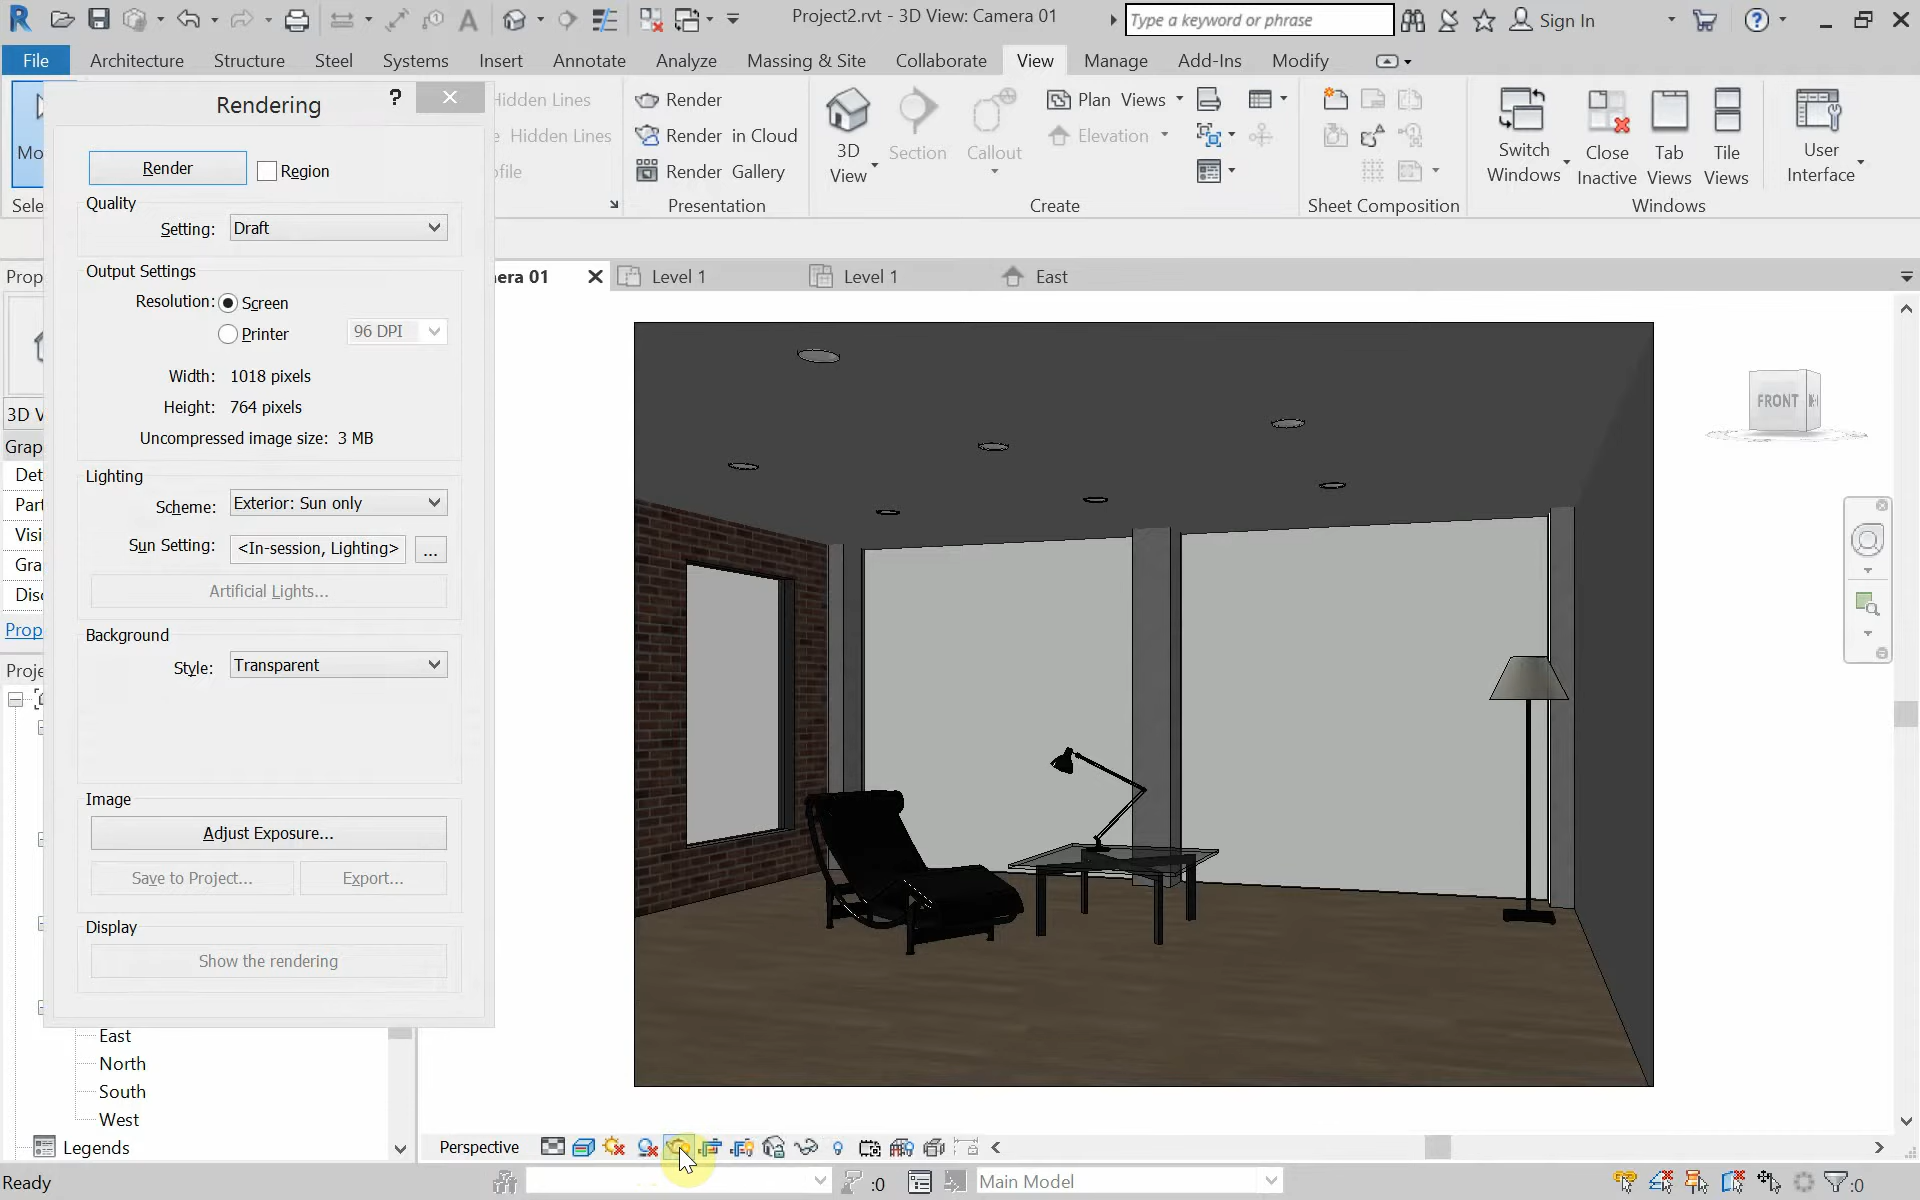 Project2.rvt - 3D View: Camera 01
Type a keyword or phrase
Sign In
File
Architecture
Structure
Steel
Systems
Insert
Annotate
Analyze
Massing & Site
Collaborate
View
Manage
Add-Ins
Modify
Rendering
?
Hidden Lines
Hidden Lines
Render
Render in Cloud
Render Gallery
Presentation
3D
View
Section
Callout
Plan Views
Elevation
Create
Sheet Composition
Switch
Windows
Close
Inactive
Tab
Views
Tile
Views
Windows
User
Interface
Render
Region
Quality
Setting:
Draft
Output Settings
Resolution:
Screen
Printer
96 DPI
Width: 1018 pixels
Height: 764 pixels
Uncompressed image size: 3 MB
Lighting
Scheme:
Exterior: Sun only
Sun Setting:
<In-session, Lighting>
...
Artificial Lights...
Background
Style:
Transparent
Image
Adjust Exposure...
Save to Project...
Export...
Display
Show the rendering
era 01
Level 1
Level 1
East
FRONT
East
North
South
West
Legends
Perspective
Ready
:0
Main Model
:0